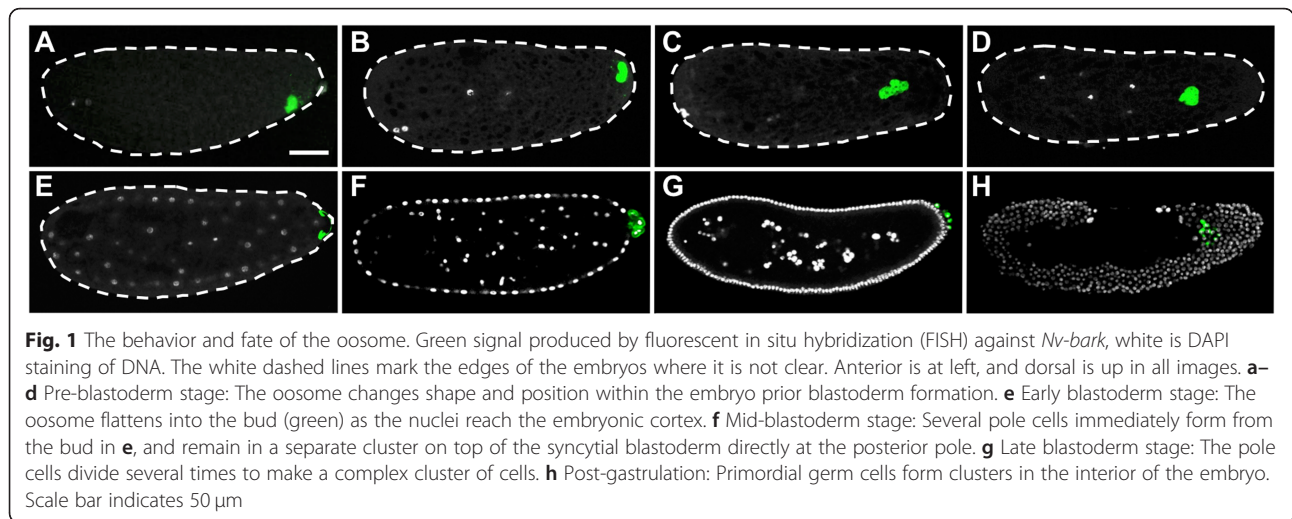 A B C D
E F G H
Fig. 1 The behavior and fate of the oosome. Green signal produced by fluorescent in situ hybridization (FISH) against Nv-bark, white is DAPI
staining of DNA. The white dashed lines mark the edges of the embryos where it is not clear. Anterior is at left, and dorsal is up in all images. a–
d Pre-blastoderm stage: The oosome changes shape and position within the embryo prior blastoderm formation. e Early blastoderm stage: The
oosome flattens into the bud (green) as the nuclei reach the embryonic cortex. f Mid-blastoderm stage: Several pole cells immediately form from
the bud in e, and remain in a separate cluster on top of the syncytial blastoderm directly at the posterior pole. g Late blastoderm stage: The pole
cells divide several times to make a complex cluster of cells. h Post-gastrulation: Primordial germ cells form clusters in the interior of the embryo.
Scale bar indicates 50 μm